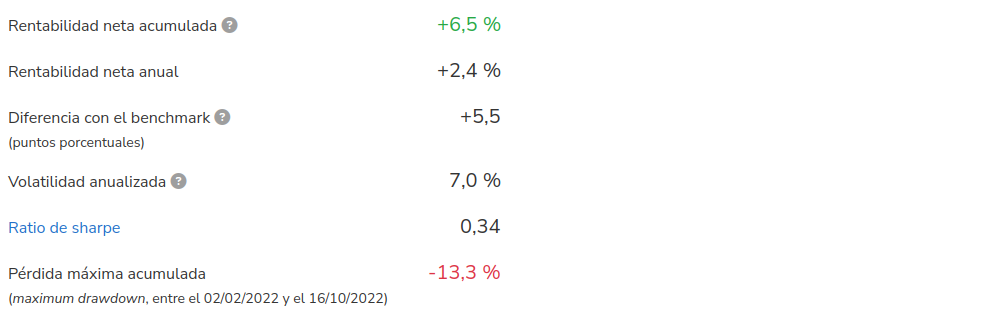 Rentabilidad neta acumulada ? +6,5 %
Rentabilidad neta anual +2,4 %
Diferencia con el benchmark ? +5,5
(puntos porcentuales)
Volatilidad anualizada ? 7,0 %
Ratio de sharpe 0,34
Pérdida máxima acumulada -13,3 %
(maximum drawdown, entre el 02/02/2022 y el 16/10/2022)